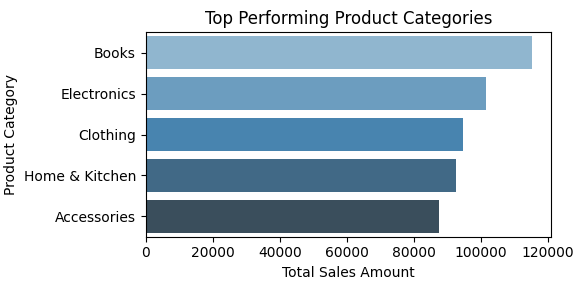 Top Performing Product Categories
Product Category
Books
Electronics
Clothing
Home & Kitchen
Accessories
0 20000 40000 60000 80000 100000 120000
Total Sales Amount